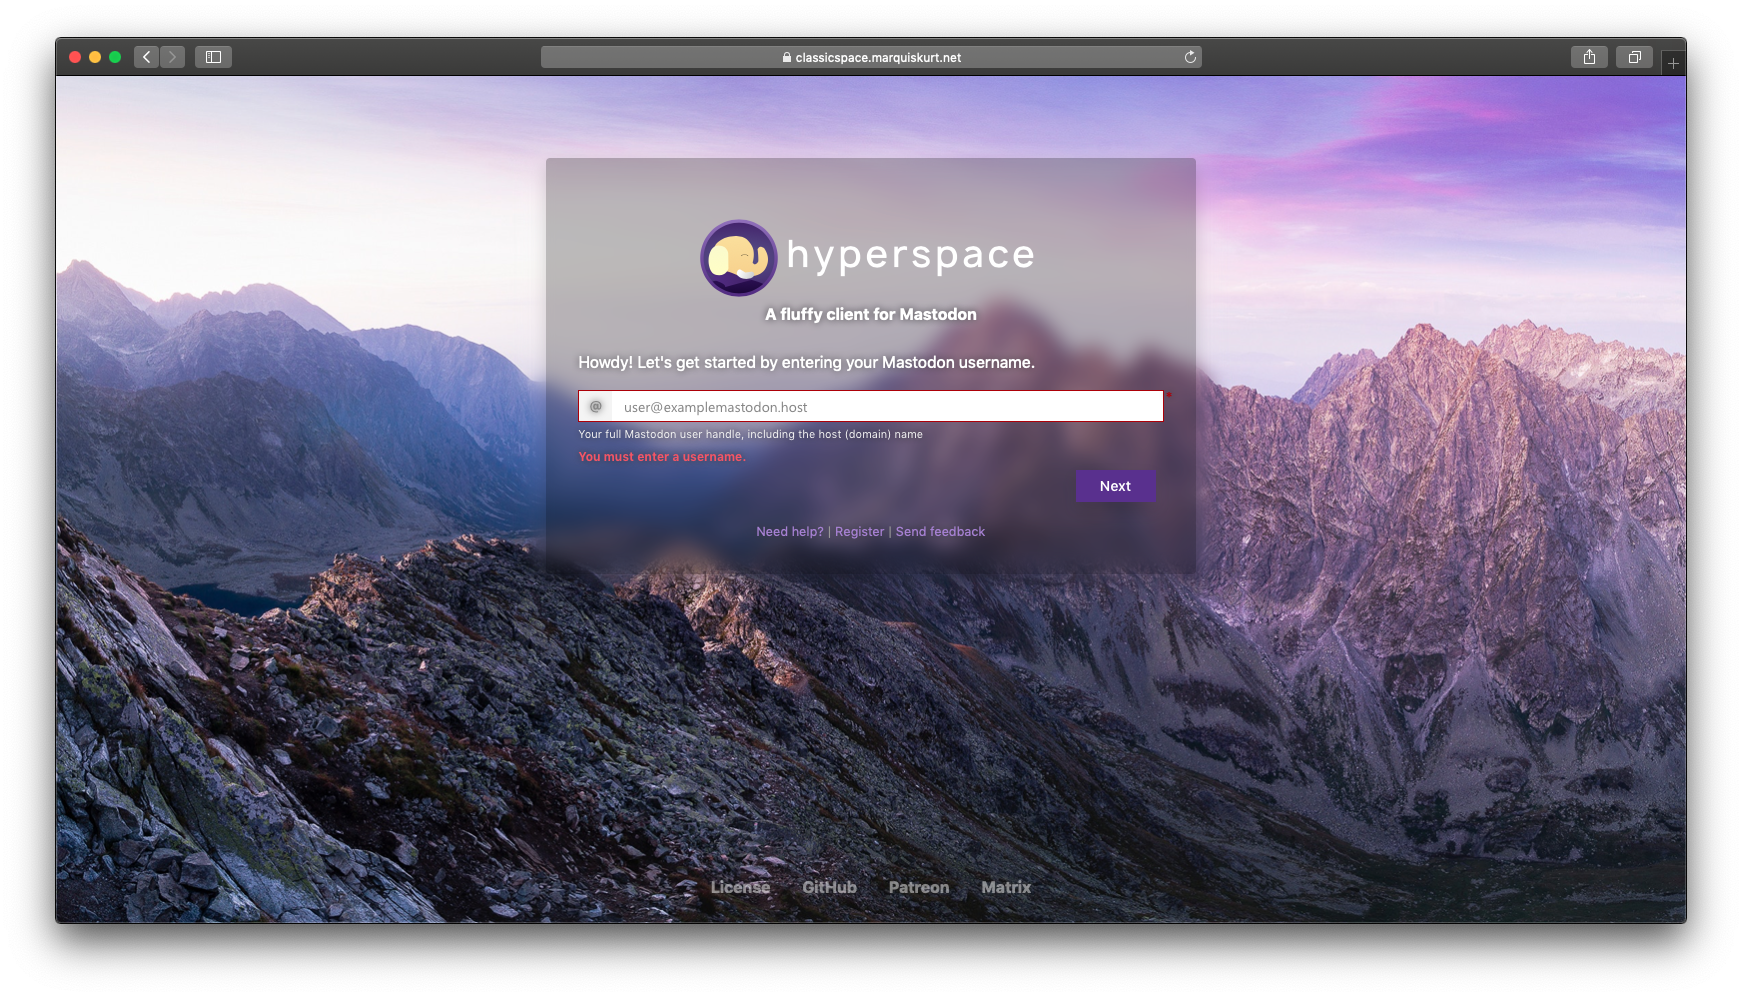 classicspace.marquiskurt.net
hyperspace
A fluffy client for Mastodon
Howdy! Let's get started by entering your Mastodon username.
*
@ user@examplemastodon.host
Your full Mastodon user handle, including the host (domain) name
You must enter a username.
Next
Need help? | Register | Send feedback
License GitHub Patreon Matrix